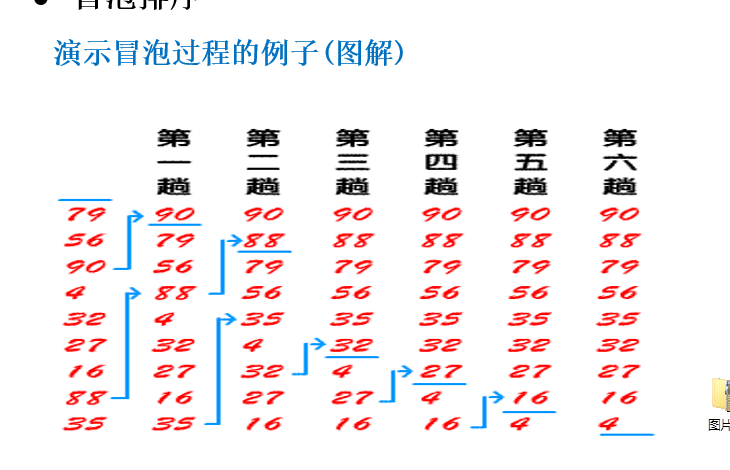 冒泡排序
演示冒泡过程的例子(图解)
第一趟 第二趟 第三趟 第四趟 第五趟 第六趟
79 90 90 90 90 90 90
56 79 88 88 88 88 88
90 56 79 79 79 79 79
4 88 56 56 56 56 56
32 4 35 35 35 35 35
27 32 4 32 32 32 32
16 27 32 4 27 27 27
88 16 27 27 4 16 16
35 35 16 16 16 4 4
图片